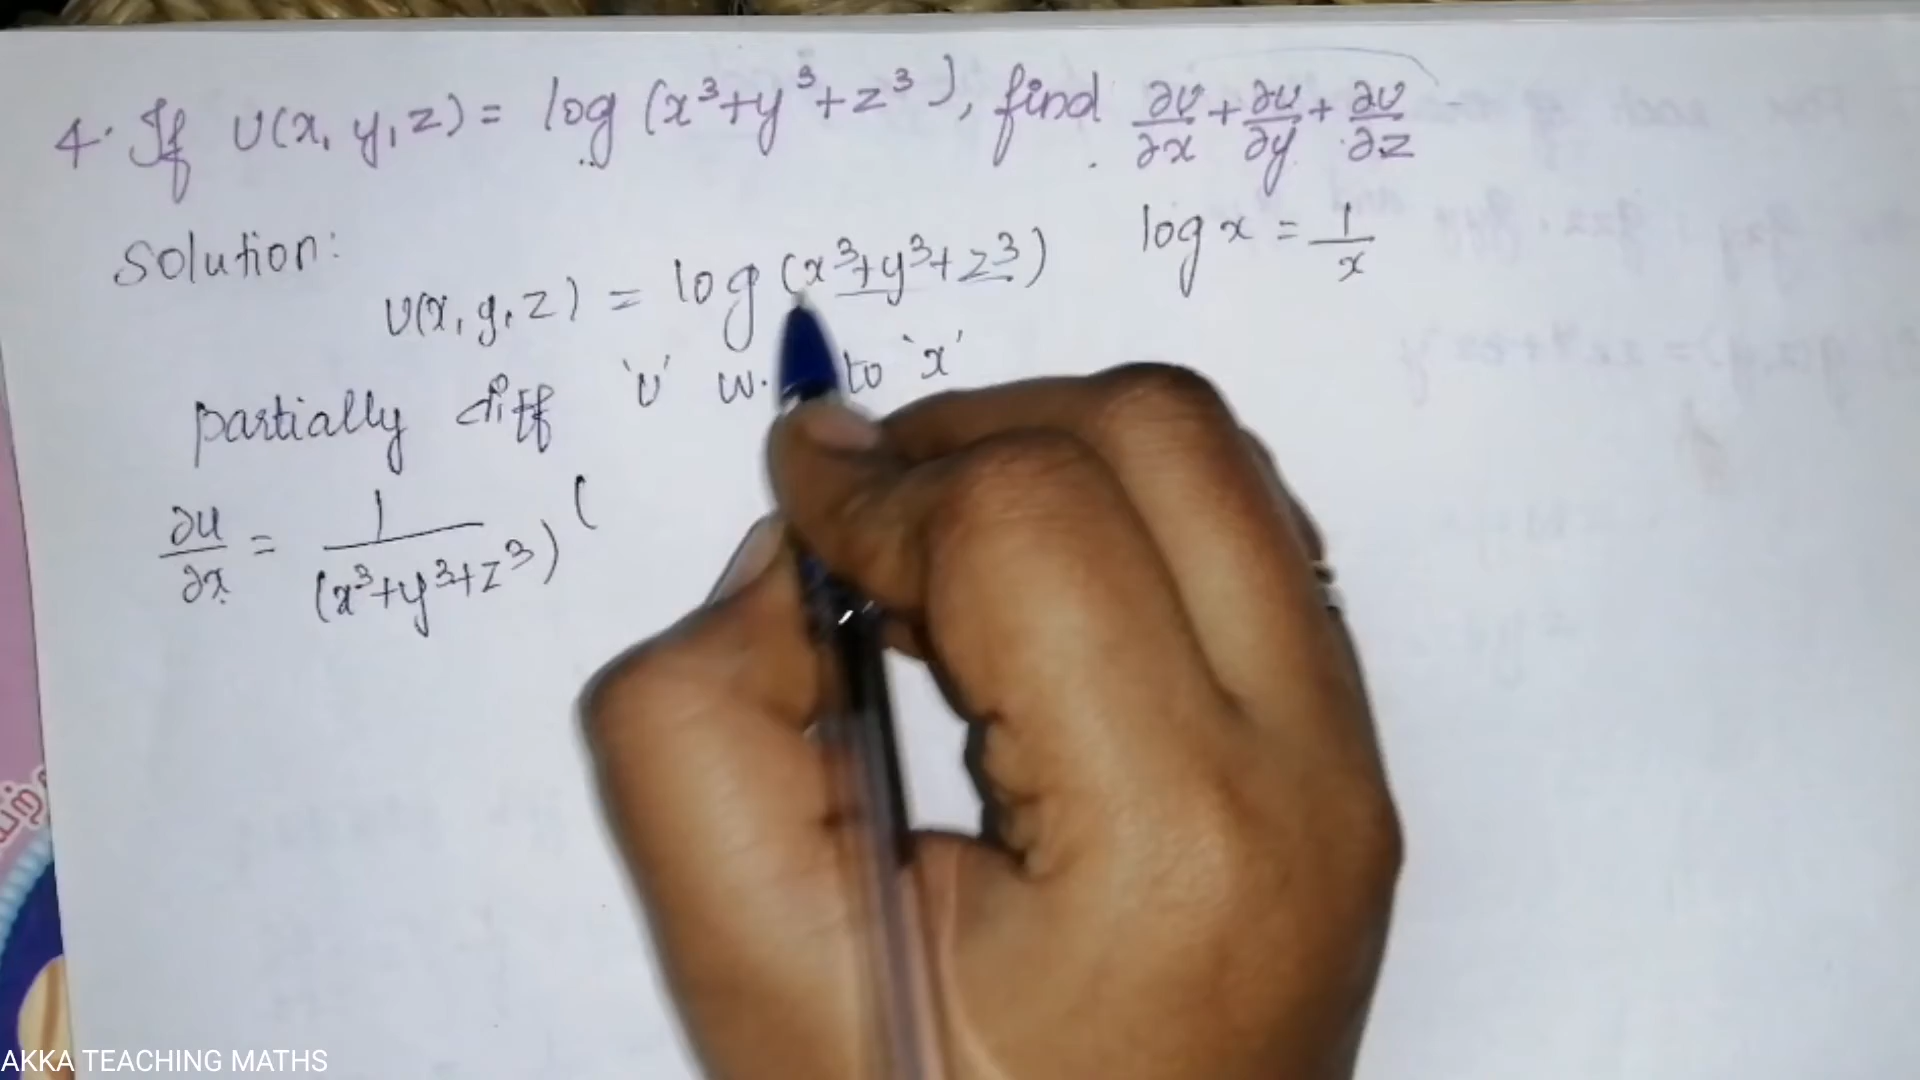 4. If U(x, y, z) = log (x³+y³+z³), find ∂U/∂x + ∂U/∂y + ∂U/∂z
Solution:
log x = 1/x
U(x, y, z) = log (x³+y³+z³)
Partially diff 'U' w. to 'x'
∂u/∂x = 1/(x³+y³+z³) (
AKKA TEACHING MATHS